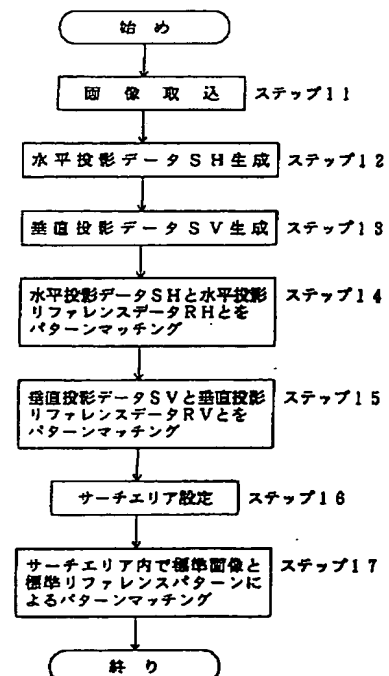 始め
画像取込 ステップ11
水平投影データSH生成 ステップ12
垂直投影データSV生成 ステップ13
水平投影データSHと水平投影 ステップ14
リファレンスデータRHとを
パターンマッチング
垂直投影データSVと垂直投影 ステップ15
リファレンスデータRVとを
パターンマッチング
サーチエリア設定 ステップ16
サーチエリア内で標準画像と ステップ17
標準リファレンスパターンに
よるパターンマッチング
終り